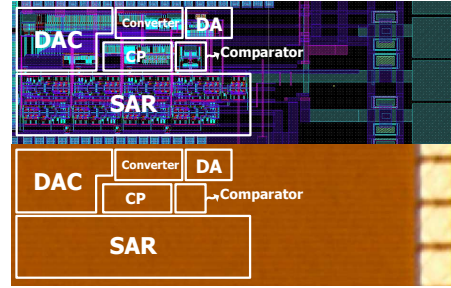 Converter
DA
DAC
CP
Comparator
SAR
Converter
DA
DAC
CP
Comparator
SAR